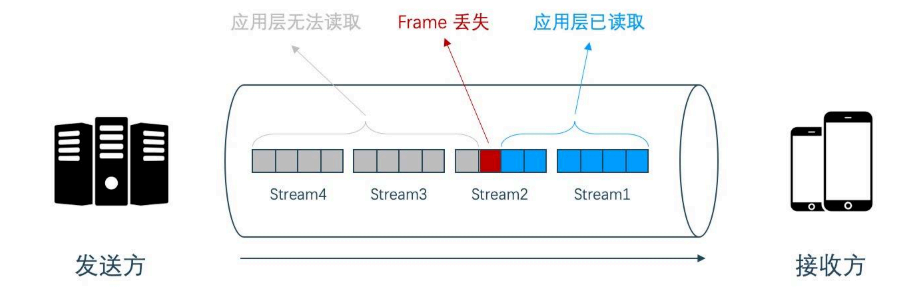 应用层无法读取
Frame 丢失
应用层已读取
Stream4
Stream3
Stream2
Stream1
发送方
接收方